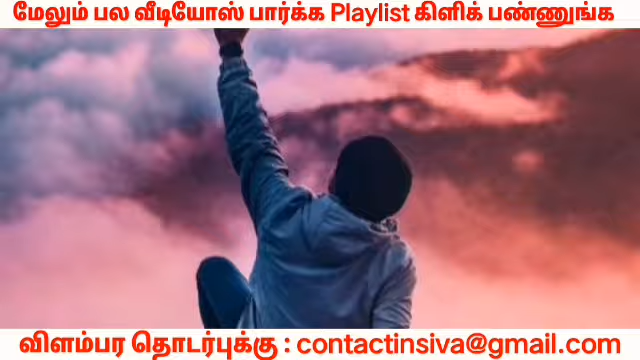 மேலும் பல வீடியோஸ் பார்க்க Playlist கிளிக் பண்ணுங்க
விளம்பர தொடர்புக்கு : contactinsiva@gmail.com